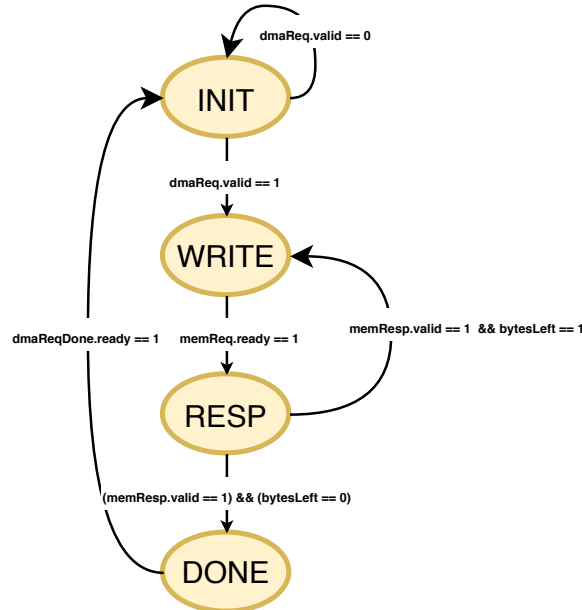 dmaReq.valid == 0
INIT
dmaReq.valid == 1
WRITE
memResp.valid == 1  && bytesLeft == 1
dmaReqDone.ready == 1
memReq.ready == 1
RESP
(memResp.valid == 1) && (bytesLeft == 0)
DONE